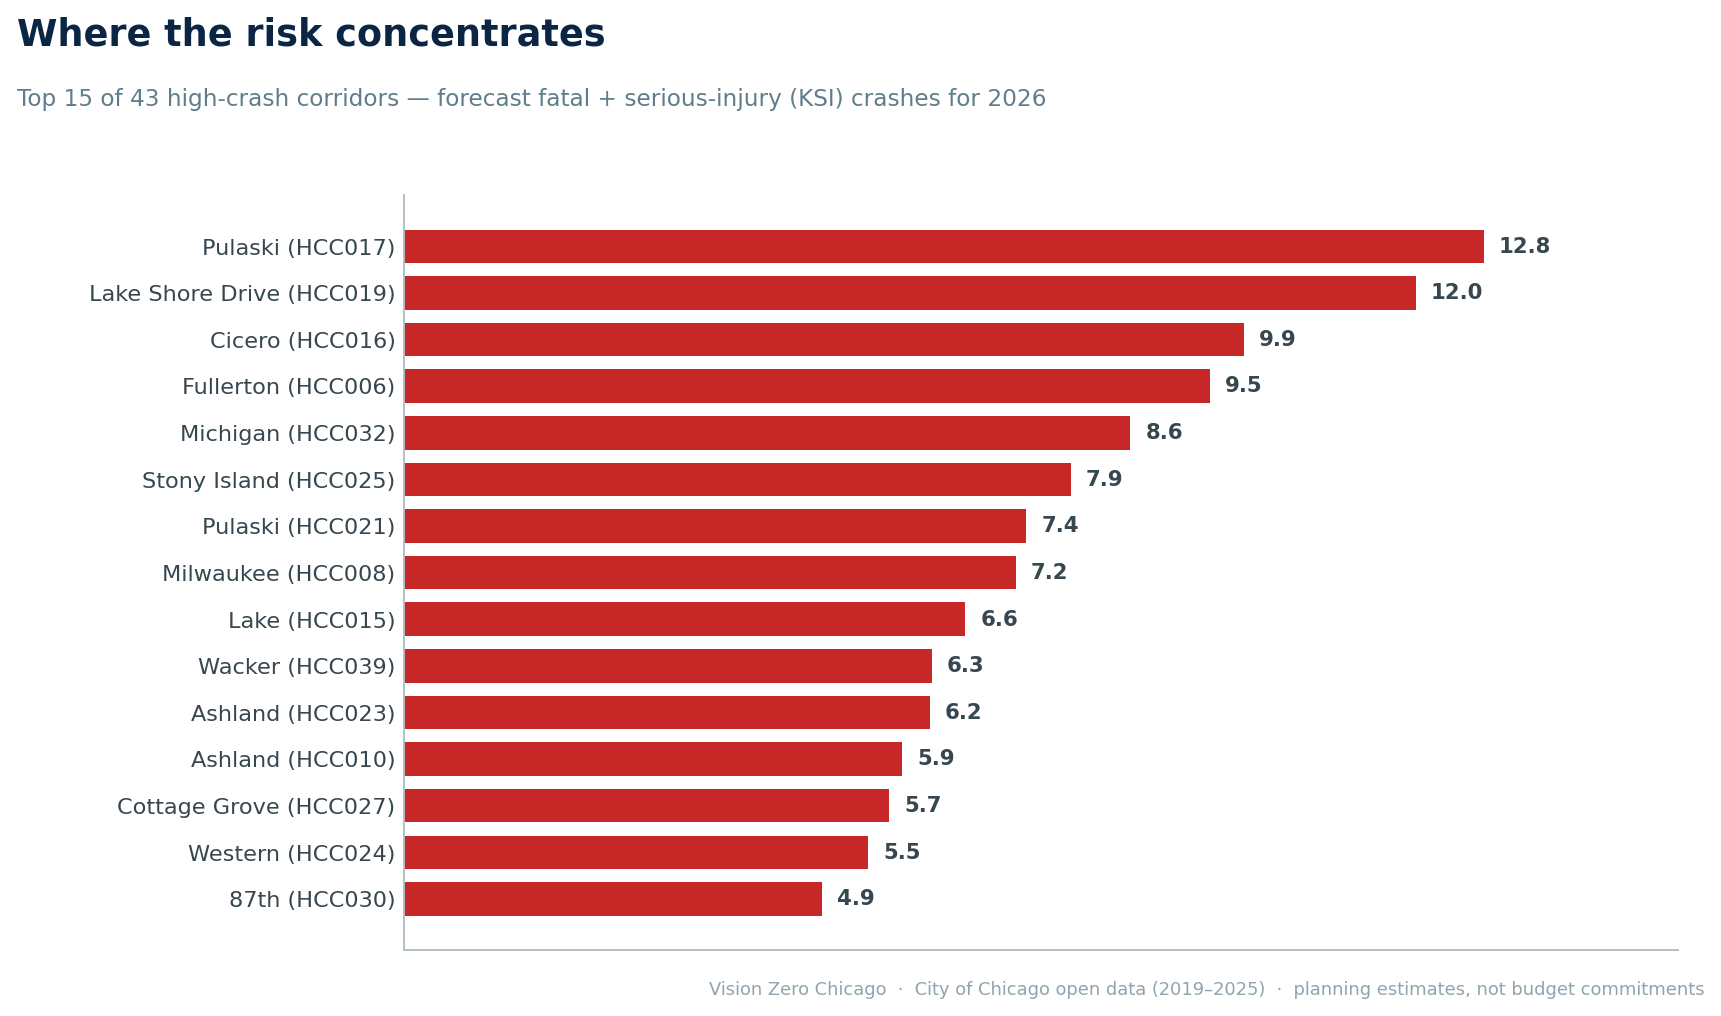 Where the risk concentrates
Top 15 of 43 high-crash corridors — forecast fatal + serious-injury (KSI) crashes for 2026
Pulaski (HCC017) 12.8
Lake Shore Drive (HCC019) 12.0
Cicero (HCC016) 9.9
Fullerton (HCC006) 9.5
Michigan (HCC032) 8.6
Stony Island (HCC025) 7.9
Pulaski (HCC021) 7.4
Milwaukee (HCC008) 7.2
Lake (HCC015) 6.6
Wacker (HCC039) 6.3
Ashland (HCC023) 6.2
Ashland (HCC010) 5.9
Cottage Grove (HCC027) 5.7
Western (HCC024) 5.5
87th (HCC030) 4.9
Vision Zero Chicago · City of Chicago open data (2019–2025) · planning estimates, not budget commitments